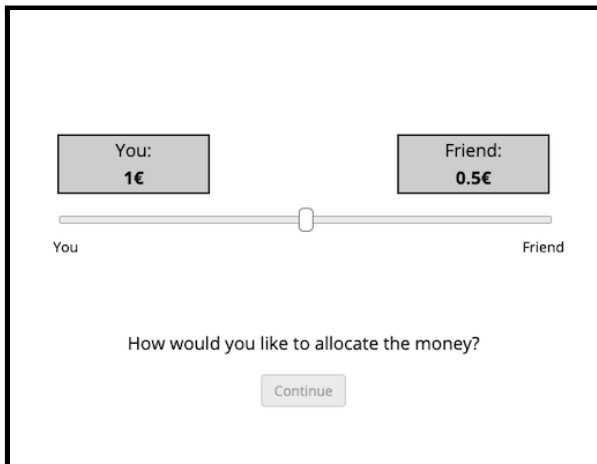 You:
1€
Friend:
0.5€
You
Friend
How would you like to allocate the money?
Continue